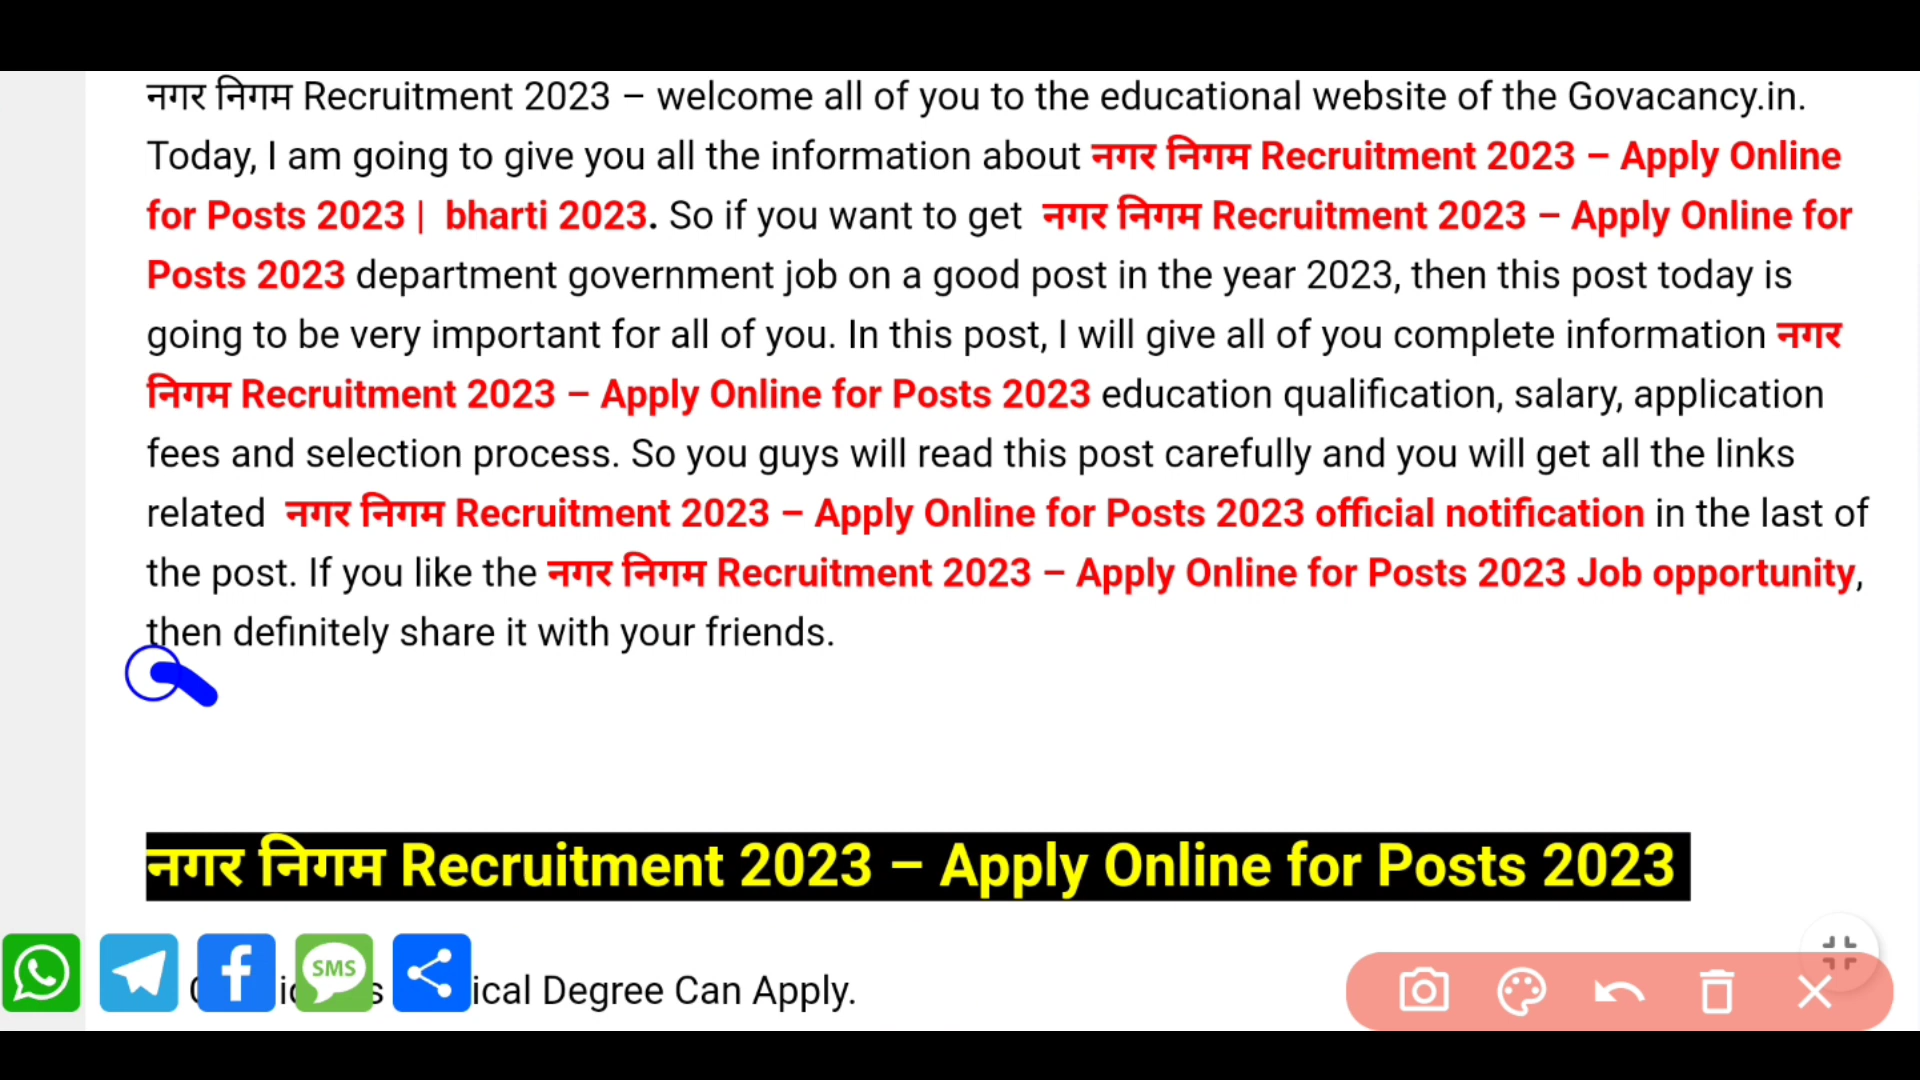 नगर निगम Recruitment 2023 – welcome all of you to the educational website of the Govacancy.in.
Today, I am going to give you all the information about नगर निगम Recruitment 2023 – Apply Online
for Posts 2023 | bharti 2023. So if you want to get नगर निगम Recruitment 2023 – Apply Online for
Posts 2023 department government job on a good post in the year 2023, then this post today is
going to be very important for all of you. In this post, I will give all of you complete information नगर
निगम Recruitment 2023 – Apply Online for Posts 2023 education qualification, salary, application
fees and selection process. So you guys will read this post carefully and you will get all the links
related नगर निगम Recruitment 2023 – Apply Online for Posts 2023 official notification in the last of
the post. If you like the नगर निगम Recruitment 2023 – Apply Online for Posts 2023 Job opportunity,
then definitely share it with your friends.
नगर निगम Recruitment 2023 – Apply Online for Posts 2023
SMS
Degree Can Apply.